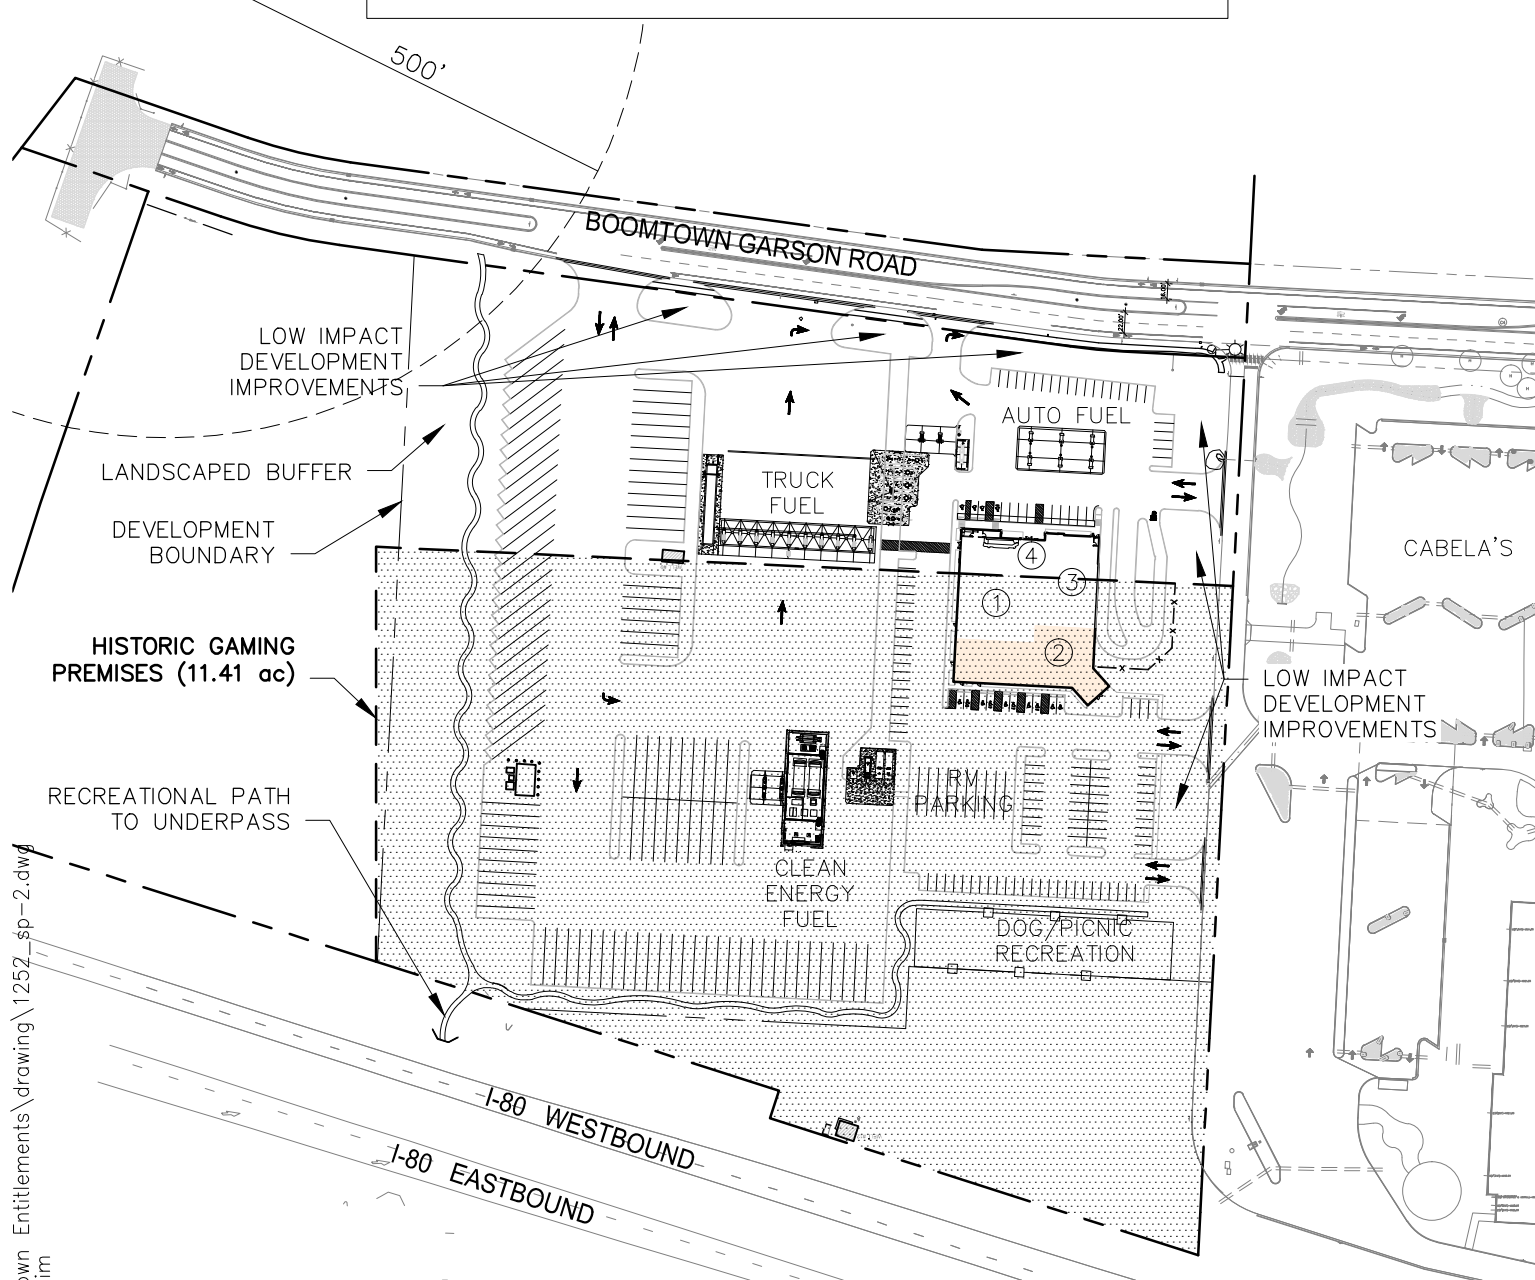 500'
BOOMTOWN GARSON ROAD
LOW IMPACT
DEVELOPMENT
IMPROVEMENTS
AUTO FUEL
LANDSCAPED BUFFER
TRUCK
FUEL
DEVELOPMENT
BOUNDARY
CABELA'S
4
3
1
2
HISTORIC GAMING
PREMISES (11.41 ac)
LOW IMPACT
DEVELOPMENT
IMPROVEMENTS
RV
PARKING
RECREATIONAL PATH
TO UNDERPASS
CLEAN
ENERGY
FUEL
DOG/PICNIC
RECREATION
I-80 WESTBOUND
I-80 EASTBOUND
own Entitlements\drawing\1252_sp-2.dwg
im